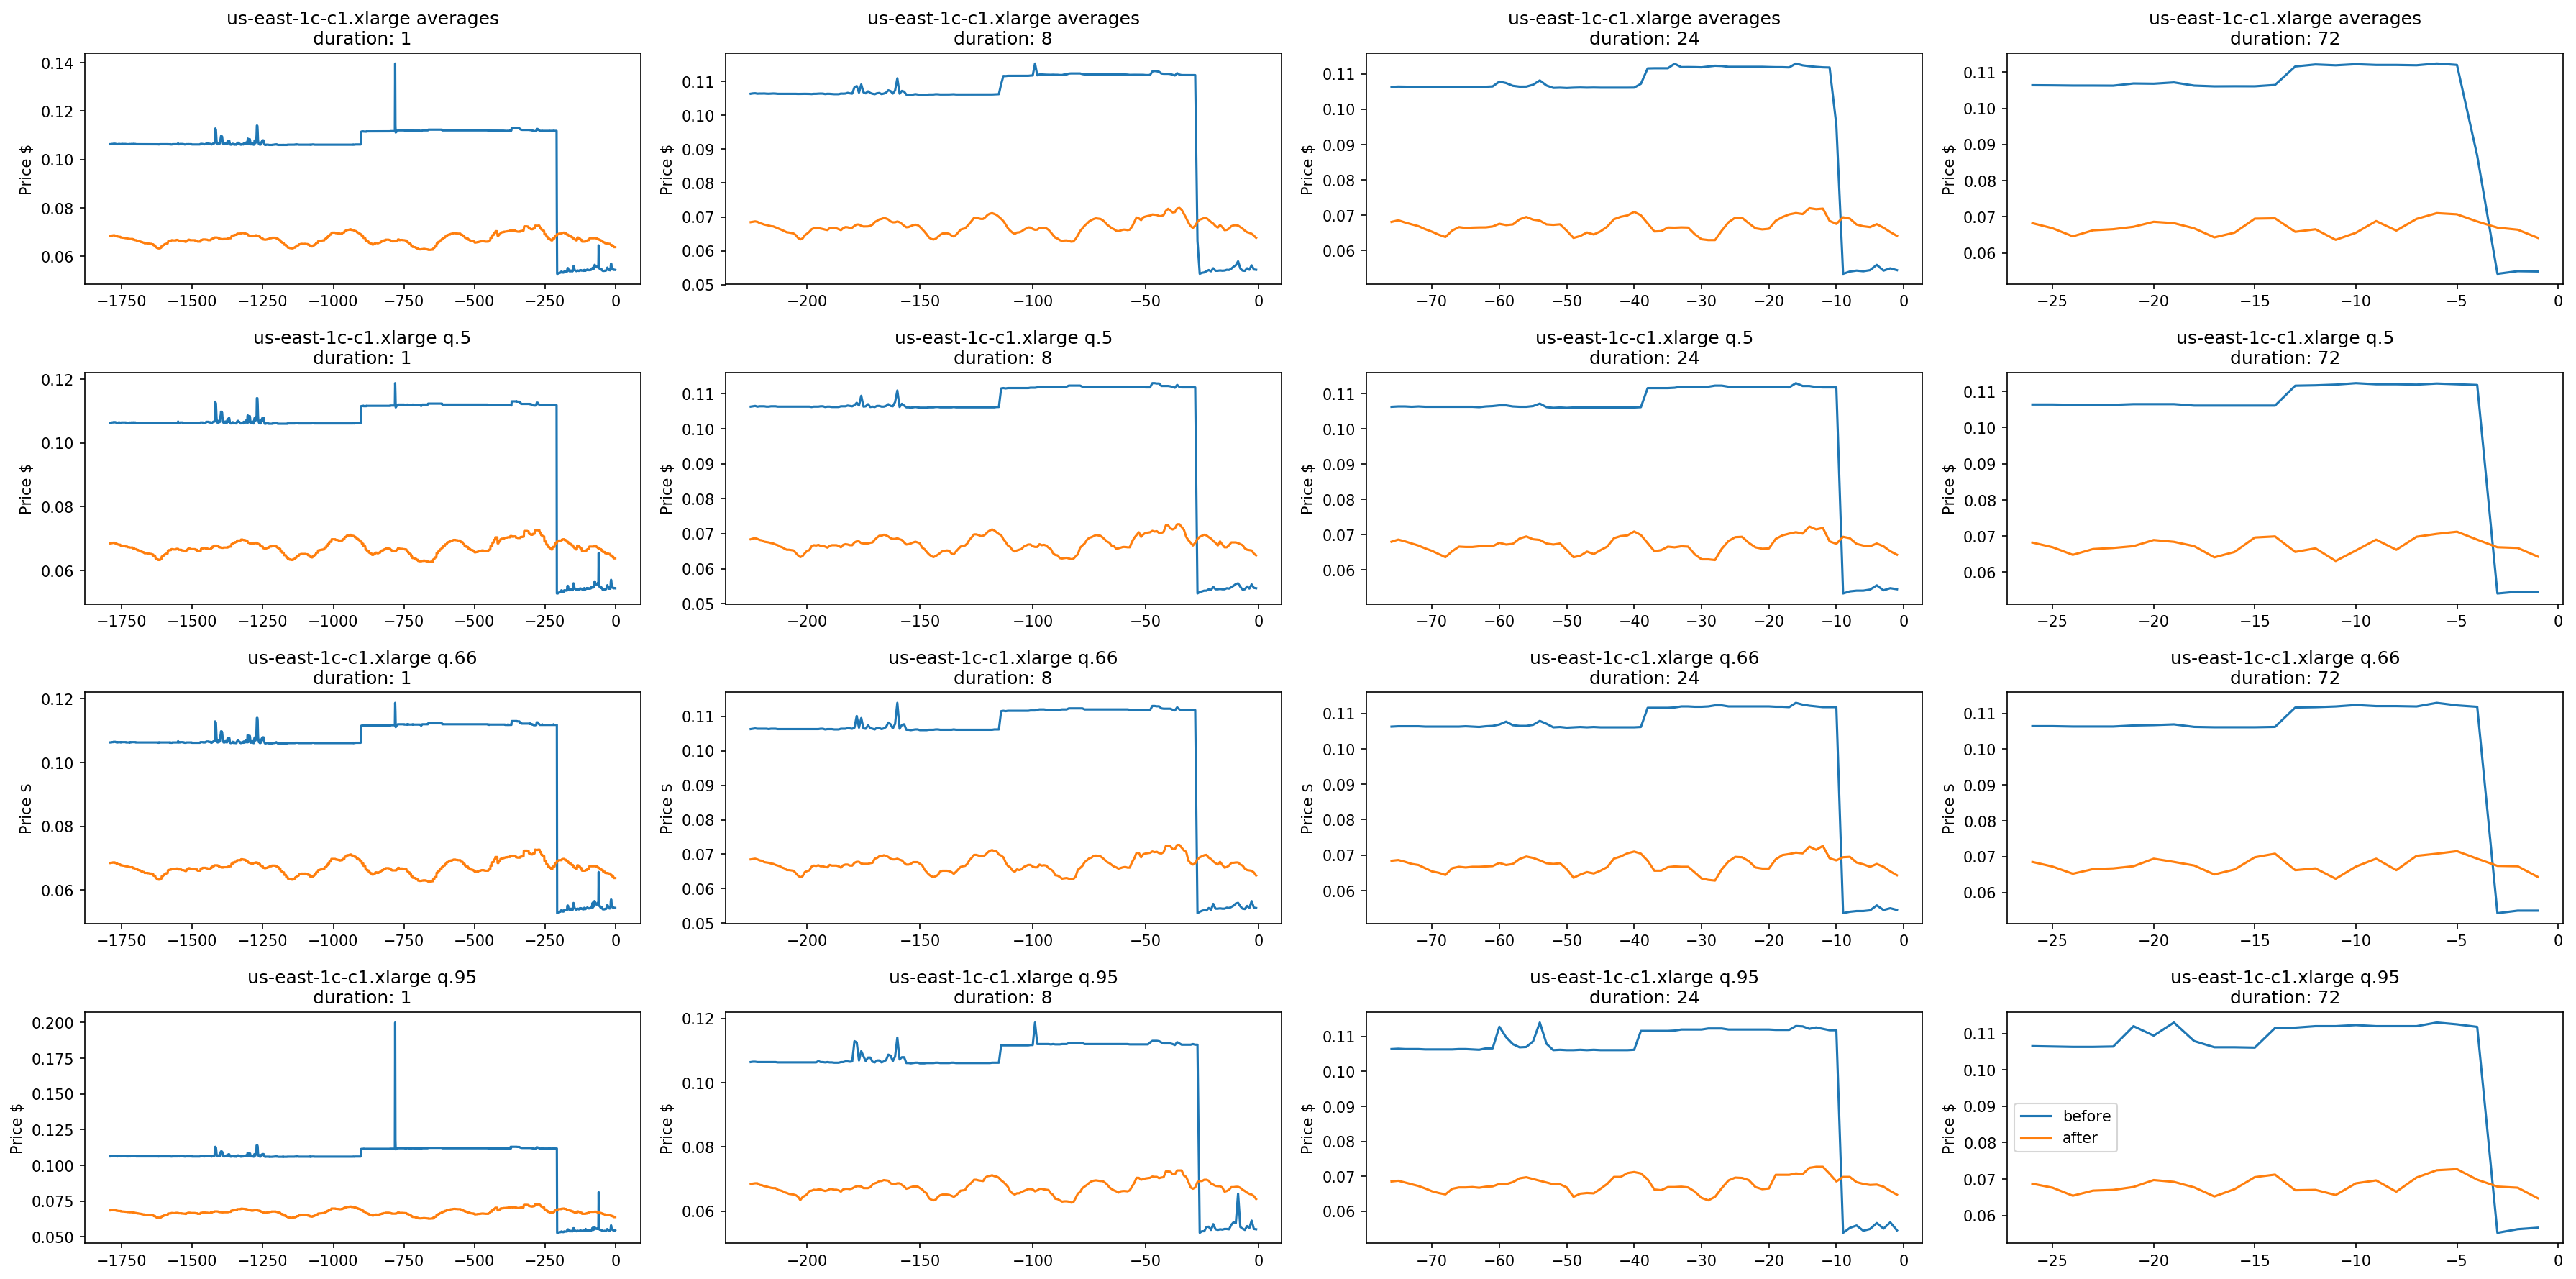 us-east-1c-c1.xlarge averages
duration: 1
Price $
0.14
0.12
0.10
0.08
0.06
−1750 −1500 −1250 −1000 −750 −500 −250 0
us-east-1c-c1.xlarge averages
duration: 8
Price $
0.11
0.10
0.09
0.08
0.07
0.06
0.05
−200 −150 −100 −50 0
us-east-1c-c1.xlarge averages
duration: 24
Price $
0.11
0.10
0.09
0.08
0.07
0.06
−70 −60 −50 −40 −30 −20 −10 0
us-east-1c-c1.xlarge averages
duration: 72
Price $
0.11
0.10
0.09
0.08
0.07
0.06
−25 −20 −15 −10 −5 0
us-east-1c-c1.xlarge q.5
duration: 1
Price $
0.12
0.10
0.08
0.06
−1750 −1500 −1250 −1000 −750 −500 −250 0
us-east-1c-c1.xlarge q.5
duration: 8
Price $
0.11
0.10
0.09
0.08
0.07
0.06
0.05
−200 −150 −100 −50 0
us-east-1c-c1.xlarge q.5
duration: 24
Price $
0.11
0.10
0.09
0.08
0.07
0.06
−70 −60 −50 −40 −30 −20 −10 0
us-east-1c-c1.xlarge q.5
duration: 72
Price $
0.11
0.10
0.09
0.08
0.07
0.06
−25 −20 −15 −10 −5 0
us-east-1c-c1.xlarge q.66
duration: 1
Price $
0.12
0.10
0.08
0.06
−1750 −1500 −1250 −1000 −750 −500 −250 0
us-east-1c-c1.xlarge q.66
duration: 8
Price $
0.11
0.10
0.09
0.08
0.07
0.06
0.05
−200 −150 −100 −50 0
us-east-1c-c1.xlarge q.66
duration: 24
Price $
0.11
0.10
0.09
0.08
0.07
0.06
−70 −60 −50 −40 −30 −20 −10 0
us-east-1c-c1.xlarge q.66
duration: 72
Price $
0.11
0.10
0.09
0.08
0.07
0.06
−25 −20 −15 −10 −5 0
us-east-1c-c1.xlarge q.95
duration: 1
Price $
0.200
0.175
0.150
0.125
0.100
0.075
0.050
−1750 −1500 −1250 −1000 −750 −500 −250 0
us-east-1c-c1.xlarge q.95
duration: 8
Price $
0.12
0.10
0.08
0.06
−200 −150 −100 −50 0
us-east-1c-c1.xlarge q.95
duration: 24
Price $
0.11
0.10
0.09
0.08
0.07
0.06
−70 −60 −50 −40 −30 −20 −10 0
us-east-1c-c1.xlarge q.95
duration: 72
Price $
0.11
0.10
0.09
0.08
0.07
0.06
before
after
−25 −20 −15 −10 −5 0